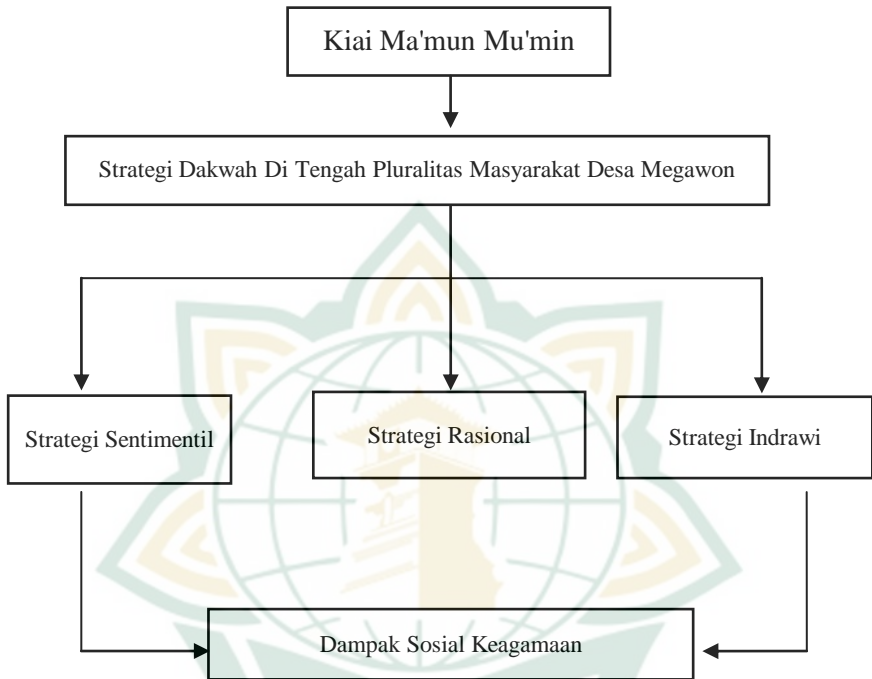 Kiai Ma'mun Mu'min
Strategi Dakwah Di Tengah Pluralitas Masyarakat Desa Megawon
Strategi Sentimentil
Strategi Rasional
Strategi Indrawi
Dampak Sosial Keagamaan